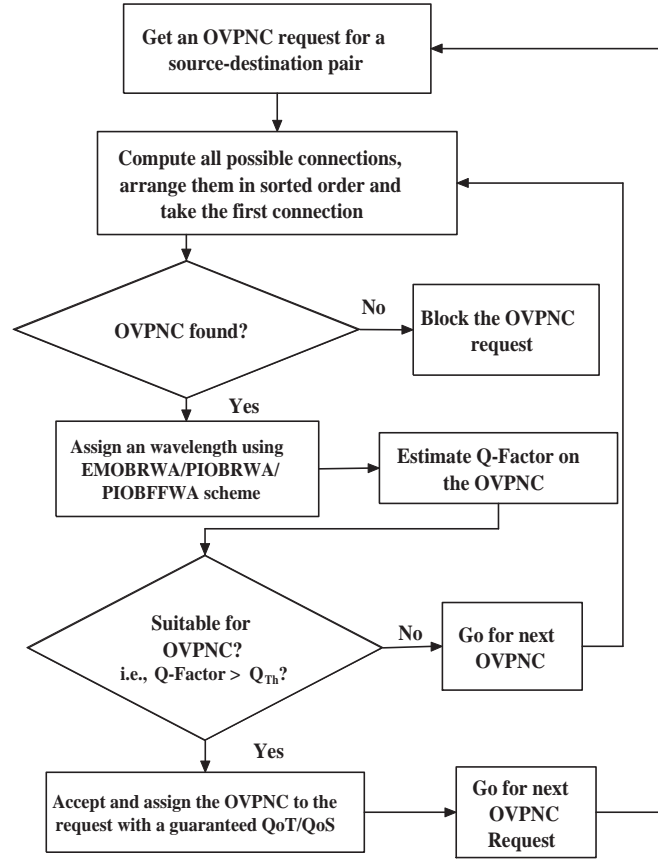 Get an OVPNC request for a
source-destination pair
Compute all possible connections,
arrange them in sorted order and
take the first connection
OVPNC found?
No
Block the OVPNC
request
Yes
Assign an wavelength using
EMOBRWA/PIOBRWA/
PIOBFFWA scheme
Estimate Q-Factor on
the OVPNC
Suitable for
OVPNC?
i.e., Q-Factor > QTh?
No
Go for next
OVPNC
Yes
Accept and assign the OVPNC to the
request with a guaranteed QoT/QoS
Go for next
OVPNC
Request